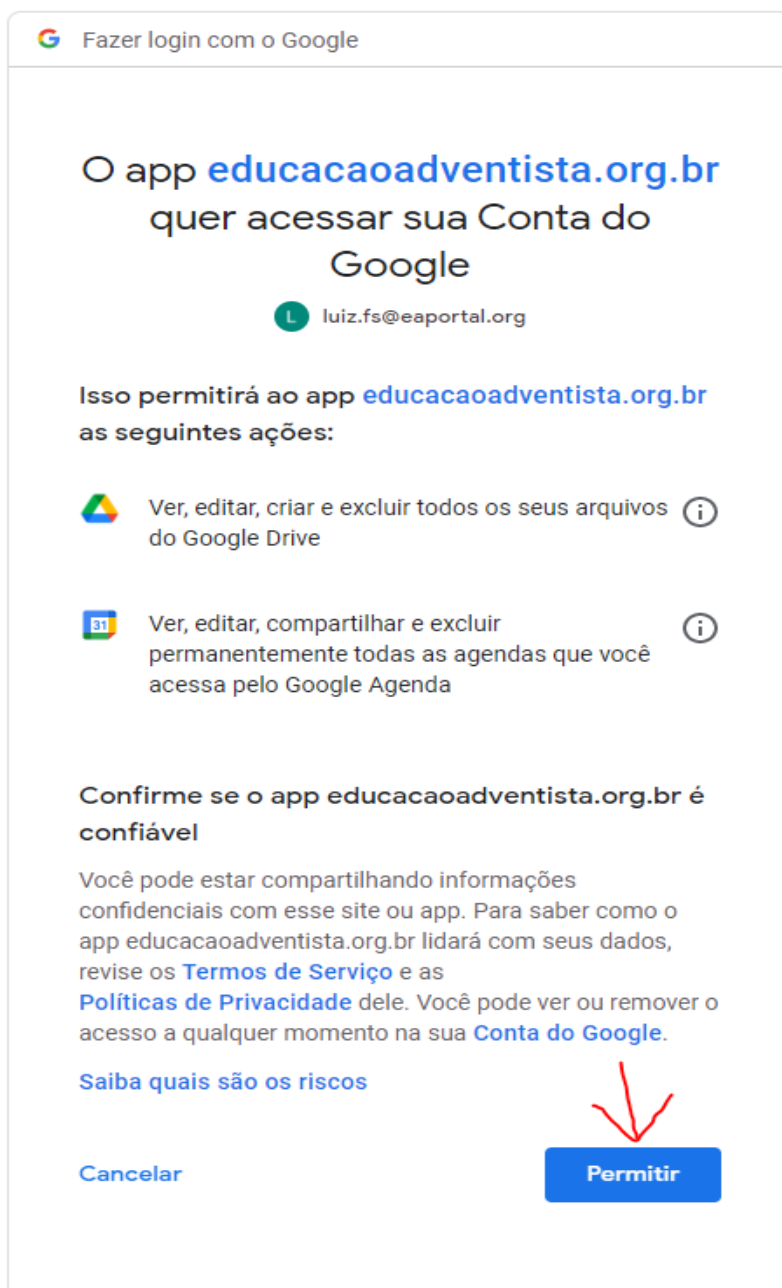 Fazer login com o Google
O app educacaoadventista.org.br
quer acessar sua Conta do
Google
L luiz.fs@eaportal.org
Isso permitirá ao app educacaoadventista.org.br
as seguintes ações:
Ver, editar, criar e excluir todos os seus arquivos
do Google Drive
31 Ver, editar, compartilhar e excluir
permanentemente todas as agendas que você
acessa pelo Google Agenda
Confirme se o app educacaoadventista.org.br é
confiável
Você pode estar compartilhando informações
confidenciais com esse site ou app. Para saber como o
app educacaoadventista.org.br lidará com seus dados,
revise os Termos de Serviço e as
Políticas de Privacidade dele. Você pode ver ou remover o
acesso a qualquer momento na sua Conta do Google.
Saiba quais são os riscos
Cancelar Permitir